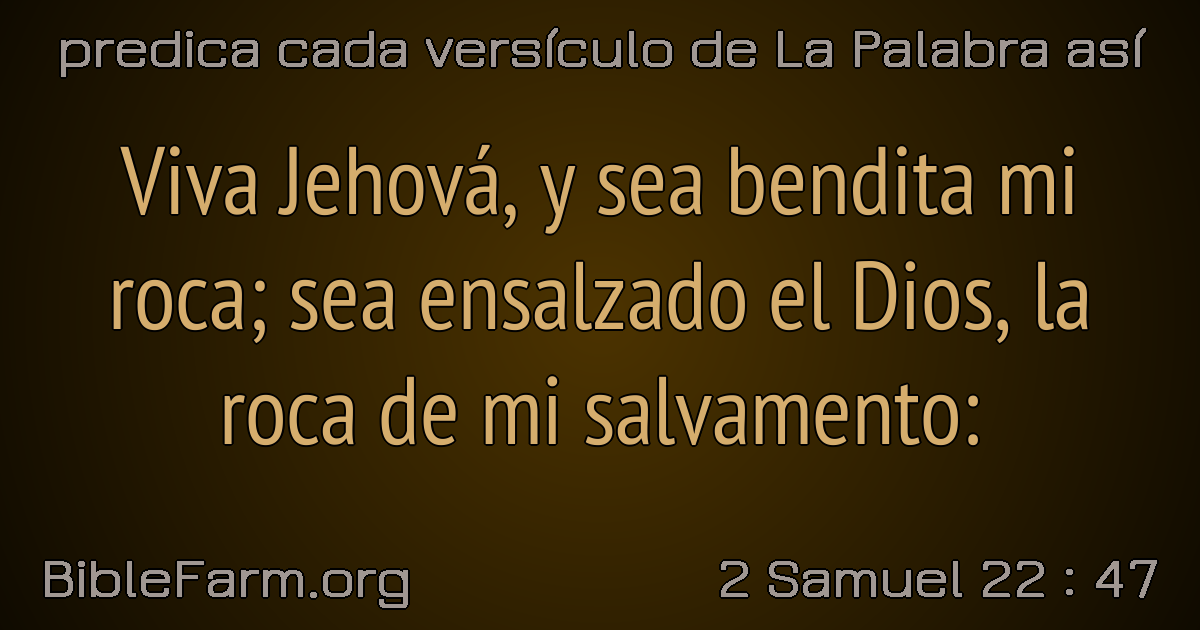 predica cada versículo de La Palabra así
Viva Jehová, y sea bendita mi
roca; sea ensalzado el Dios, la
roca de mi salvamento:
BibleFarm.org
2 Samuel 22 : 47